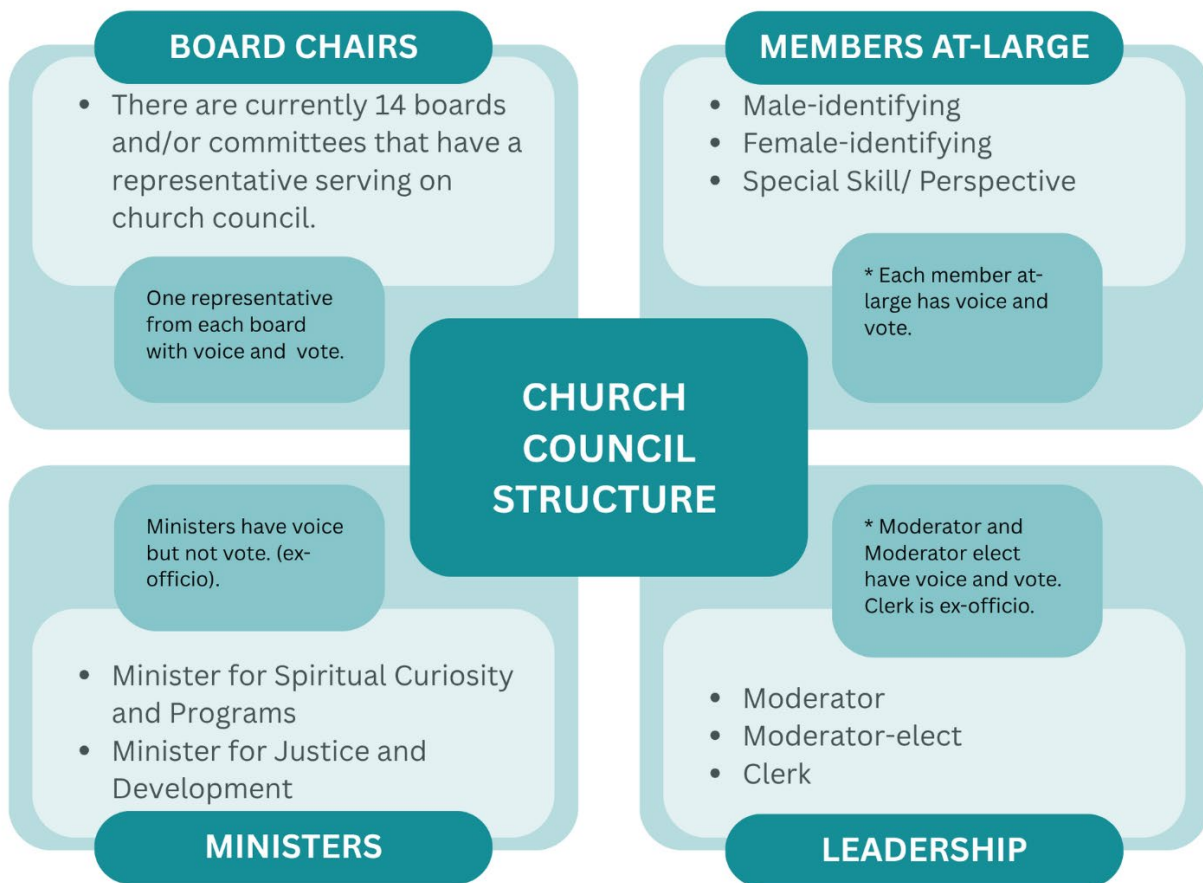 BOARD CHAIRS
• There are currently 14 boards
and/or committees that have a
representative serving on
church council.
One representative
from each board
with voice and vote.
MEMBERS AT-LARGE
• Male-identifying
• Female-identifying
• Special Skill/ Perspective
* Each member at-
large has voice and
vote.
CHURCH
COUNCIL
STRUCTURE
Ministers have voice
but not vote. (ex-
officio).
• Minister for Spiritual Curiosity
and Programs
• Minister for Justice and
Development
MINISTERS
* Moderator and
Moderator elect
have voice and vote.
Clerk is ex-officio.
• Moderator
• Moderator-elect
• Clerk
LEADERSHIP